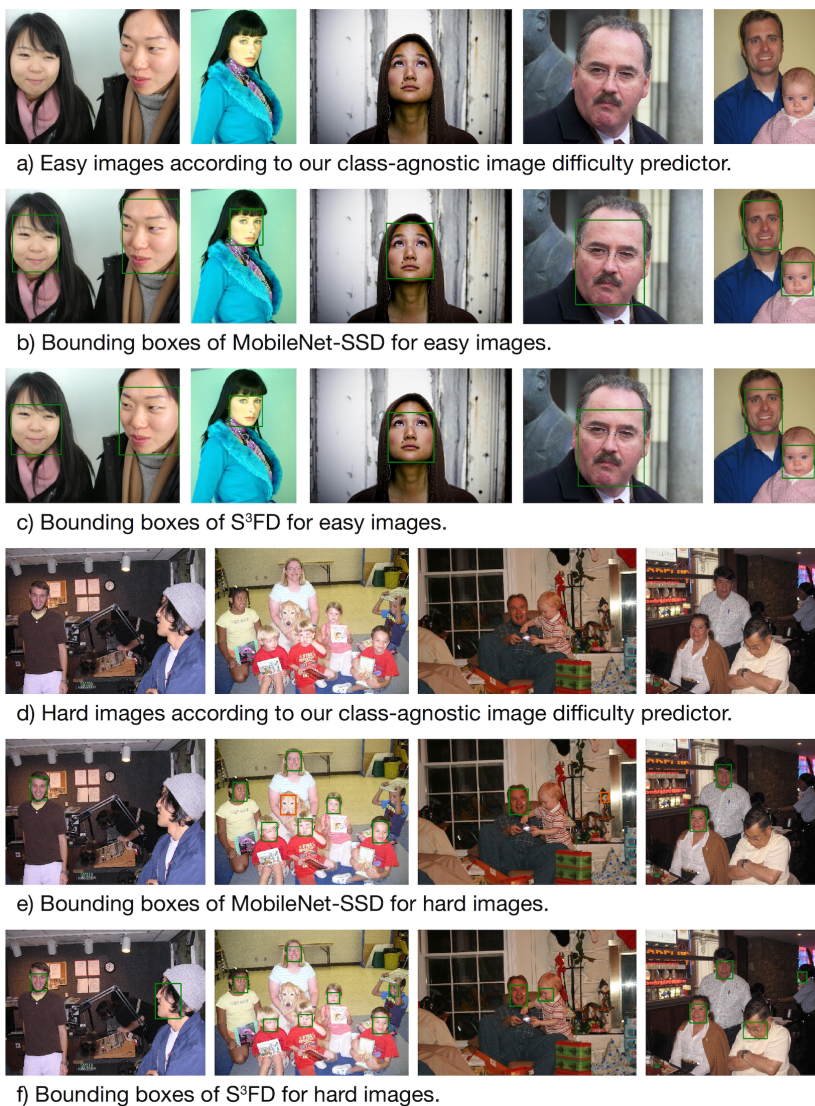 a) Easy images according to our class-agnostic image difficulty predictor.
b) Bounding boxes of MobileNet-SSD for easy images.
c) Bounding boxes of S³FD for easy images.
d) Hard images according to our class-agnostic image difficulty predictor.
e) Bounding boxes of MobileNet-SSD for hard images.
f) Bounding boxes of S³FD for hard images.